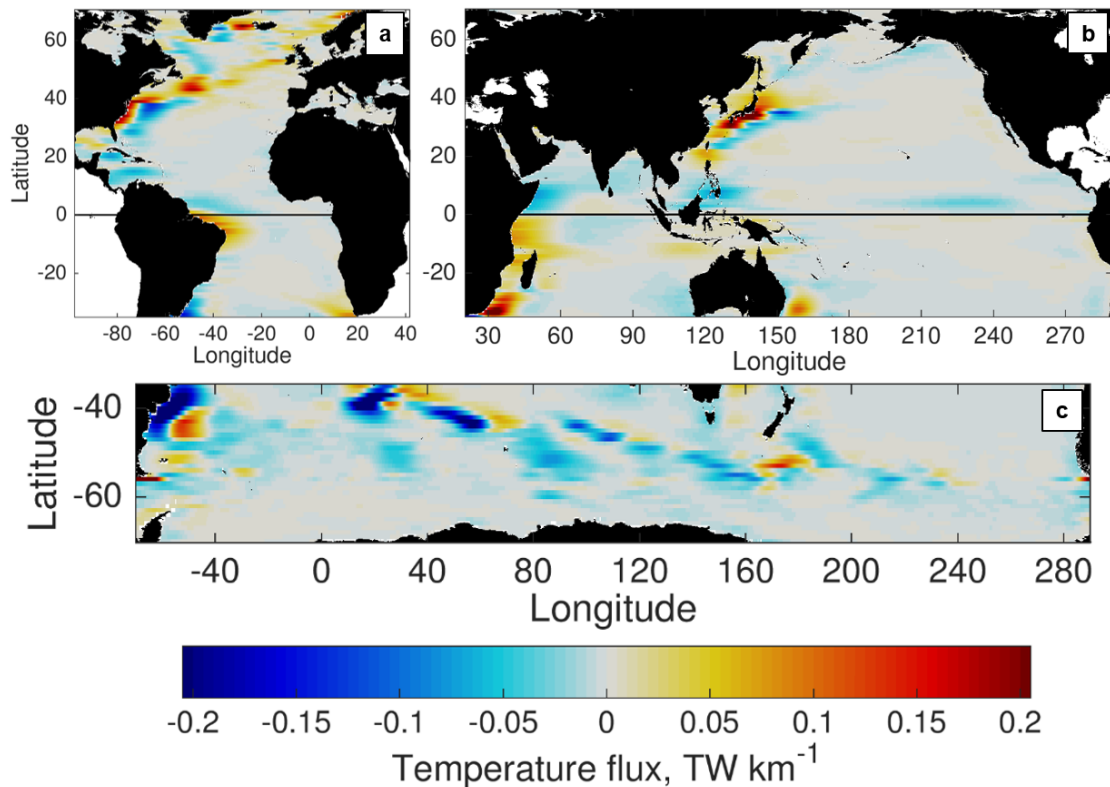 a
60
40
20
0
-20
Latitude
-80 -60 -40 -20 0 20 40
Longitude
b
60
40
20
0
-20
30 60 90 120 150 180 210 240 270
Longitude
c
-40
-60
Latitude
-40 0 40 80 120 160 200 240 280
Longitude
-0.2 -0.15 -0.1 -0.05 0 0.05 0.1 0.15 0.2
Temperature flux, TW km⁻¹